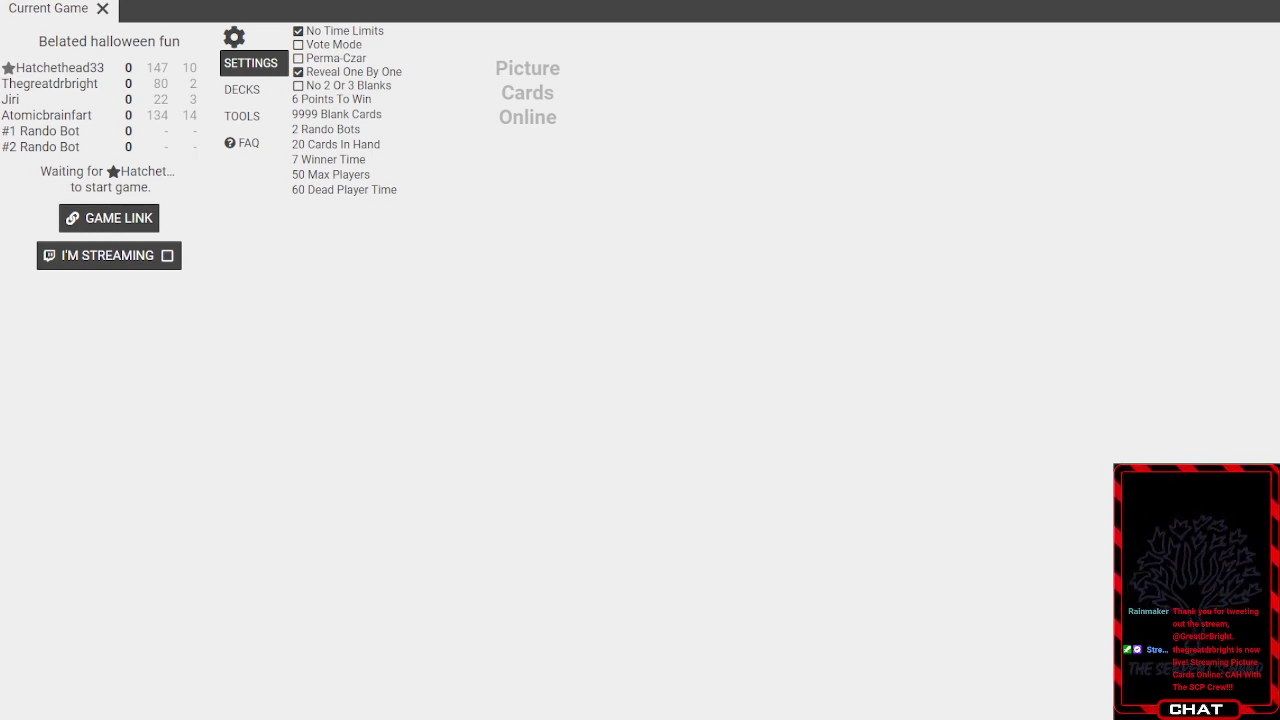 Current Game
Belated halloween fun
Hatchethead33 0 147 10
Thegreatdrbright 0 80 2
Jiri 0 22 3
Atomicbrainfart 0 134 14
#1 Rando Bot 0 - -
#2 Rando Bot 0 - -
Waiting for ★Hatchet...
to start game.
GAME LINK
I'M STREAMING
SETTINGS
DECKS
TOOLS
FAQ
No Time Limits
Vote Mode
Perma-Czar
Reveal One By One
No 2 Or 3 Blanks
6 Points To Win
9999 Blank Cards
2 Rando Bots
20 Cards In Hand
7 Winner Time
50 Max Players
60 Dead Player Time
Picture
Cards
Online
Rainmaker Thank you for tweeting
out the stream,
@GreatDrBright.
Stre... thegreatdrbright is now
live! Streaming Picture
Cards Online: CAH With
The SCP Crew!!!
THE SERPENT'S
CHAT